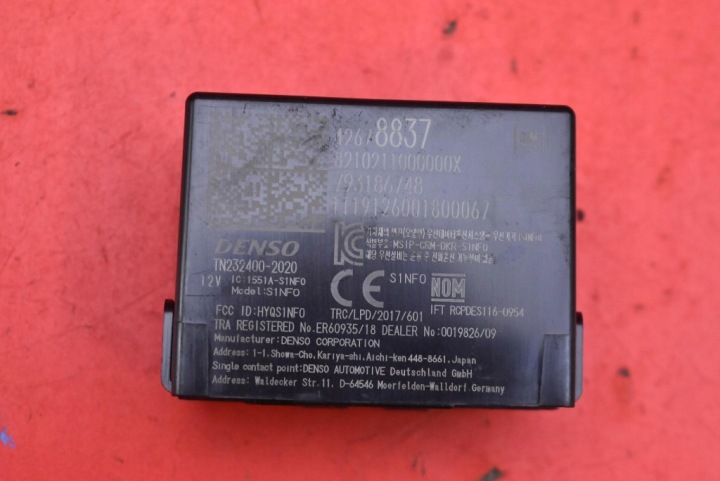 8837
8210211000000X
DENSO
TN232400-2020
12V
IC:1551A-S1NF0
Model:S1NFO
MSIP-CRM-DKR-S1NFO
CE
S1NFO
NOM
IFT RCPDES116-0954
FCC ID:HYQS1NFO
TRC/LPD/2017/601
TRA REGISTERED No.ER60935/18 DEALER No:0019826/09
Manufacturer:DENSO CORPORATION
Address: 1-1,Showa-Cho,Kariya-shi,Aichi-ken 448-8661,Japan
Single contact point:DENSO AUTOMOTIVE Deutschland GmbH
Address: Waldecker Str.11, D-64546 Moerfelden-Walldorf Germany